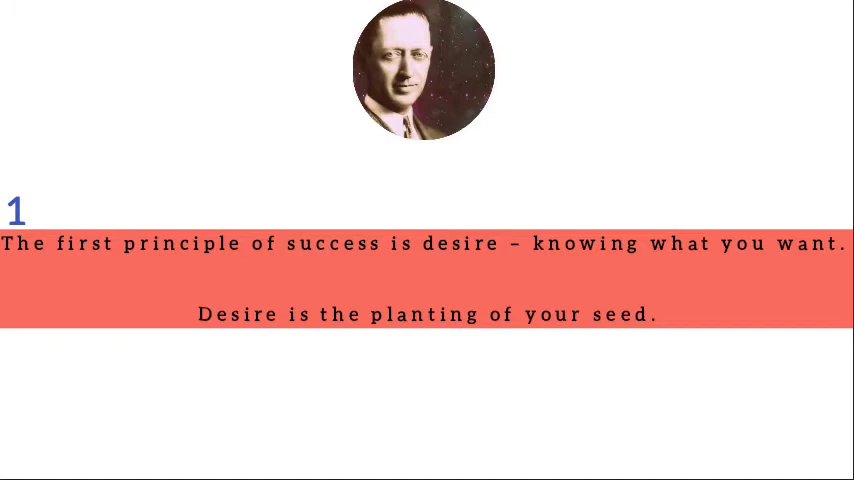 1
The first principle of success is desire – knowing what you want.
Desire is the planting of your seed.